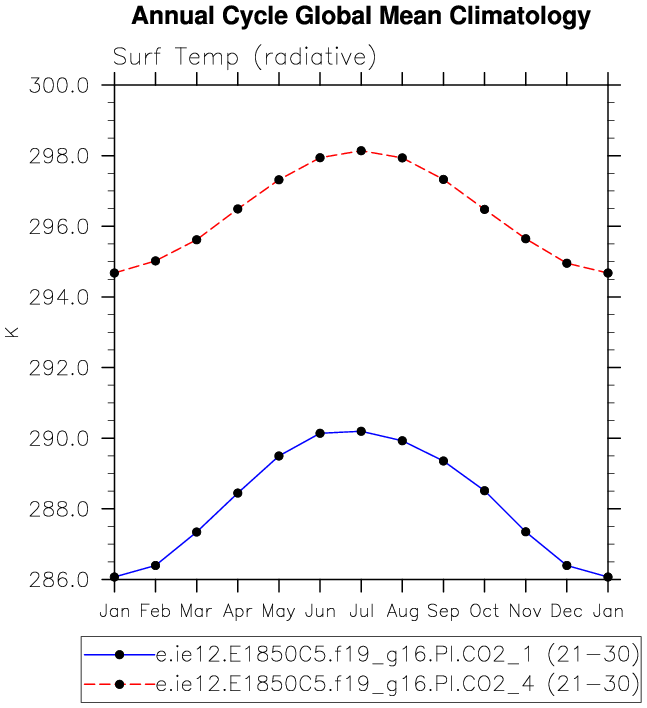 Annual Cycle Global Mean Climatology
Surf Temp (radiative)
300.0
298.0
296.0
294.0
K
292.0
290.0
288.0
286.0
Jan Feb Mar Apr May Jun Jul Aug Sep Oct Nov Dec Jan
e.ie12.E1850C5.f19_g16.PI.CO2_1 (21-30)
e.ie12.E1850C5.f19_g16.PI.CO2_4 (21-30)